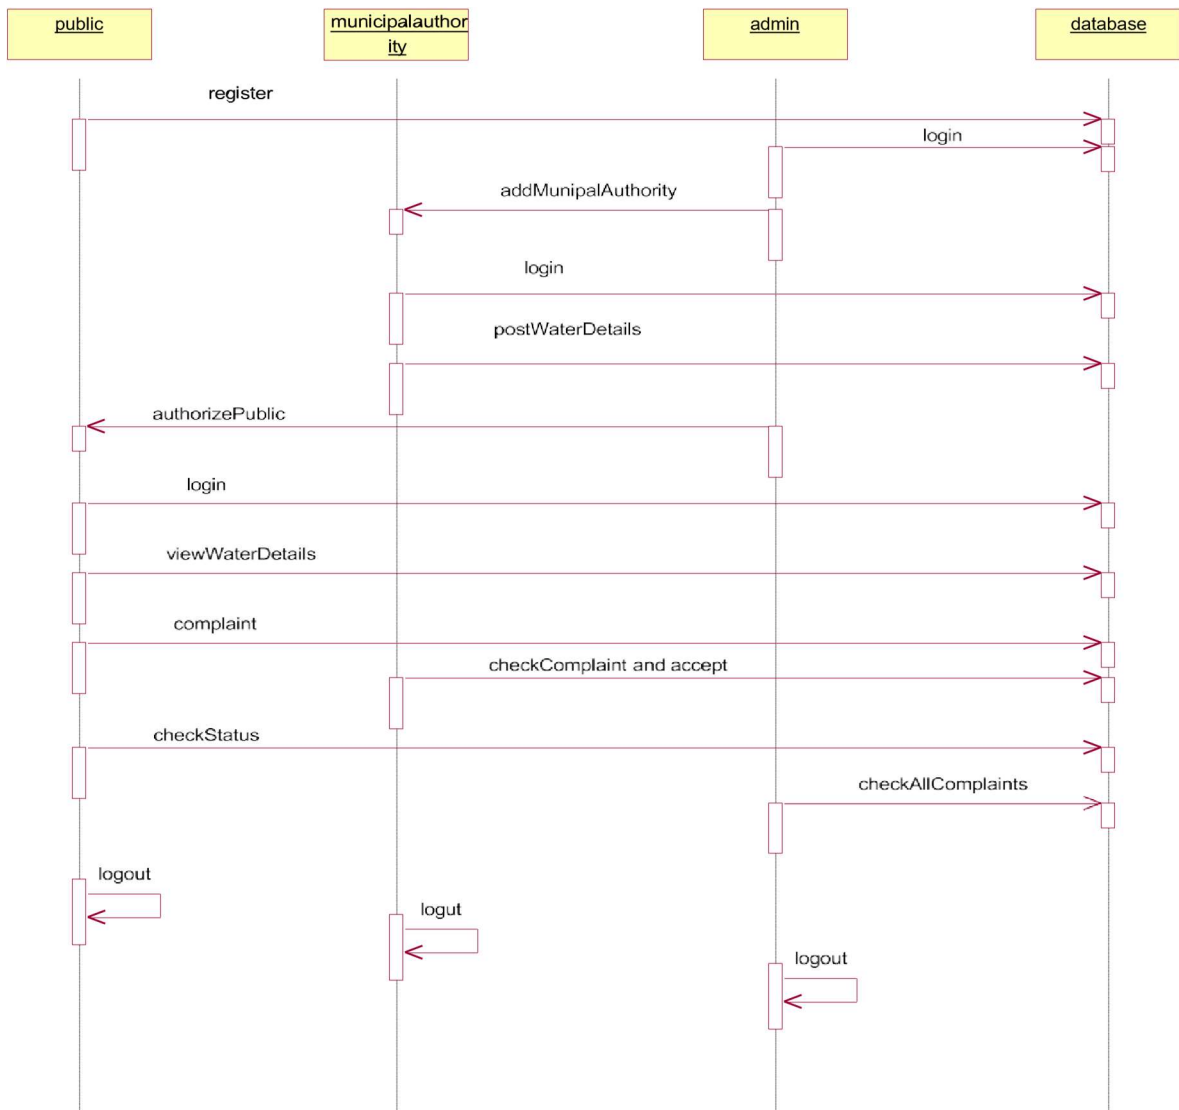 public
municipalauthor
ity
admin
database
register
login
addMunipalAuthority
login
postWaterDetails
authorizePublic
login
viewWaterDetails
complaint
checkComplaint and accept
checkStatus
checkAllComplaints
logout
logut
logout